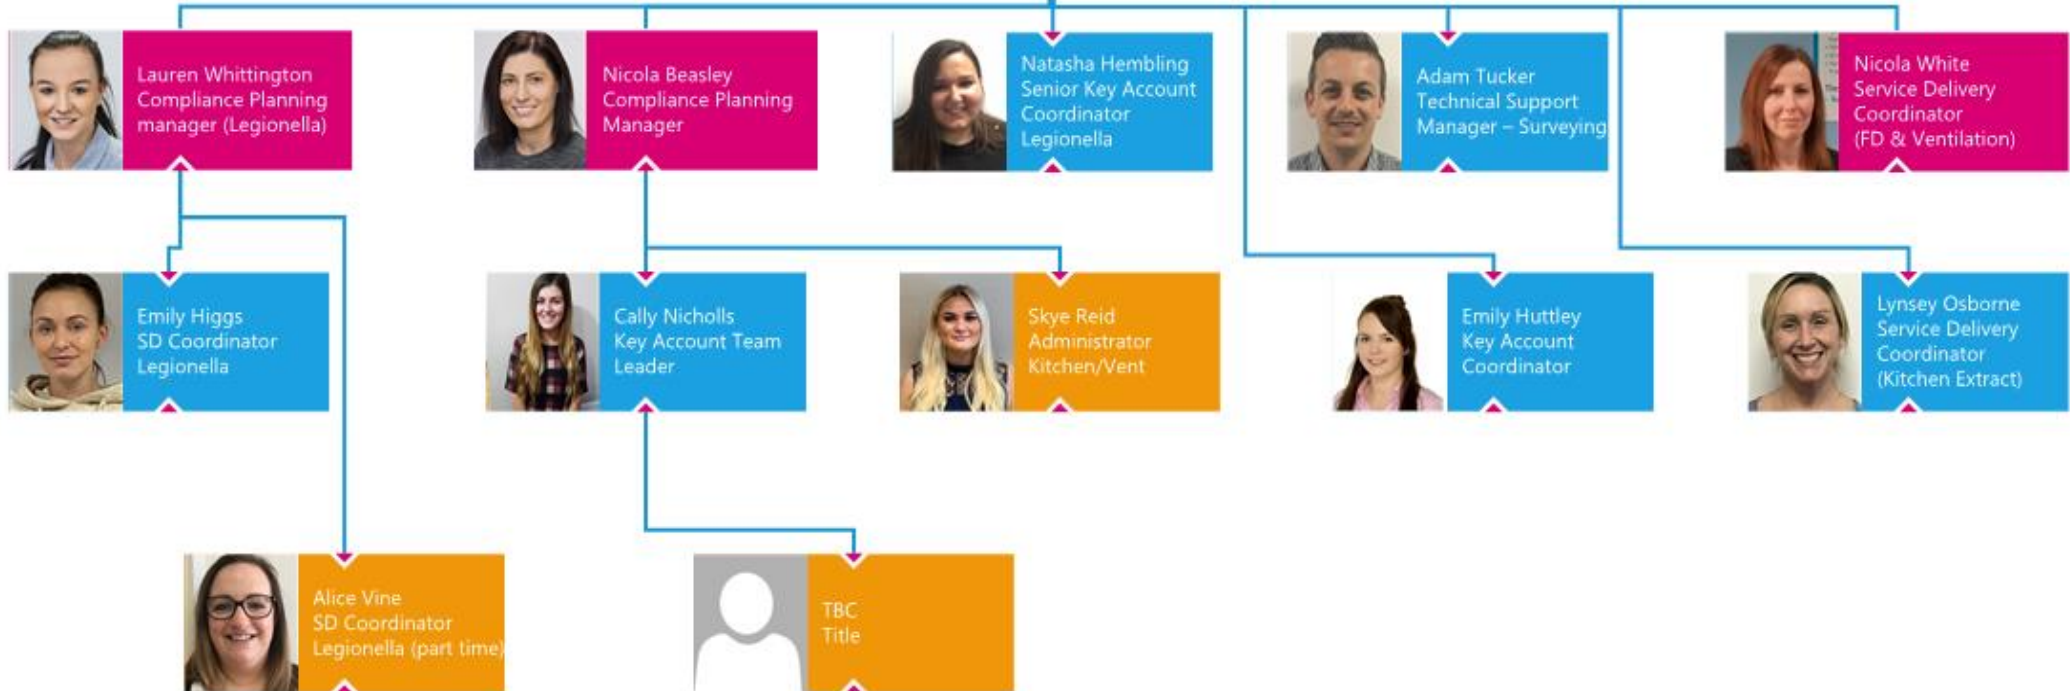 Lauren Whittington
Compliance Planning
manager (Legionella)
Nicola Beasley
Compliance Planning
Manager
Natasha Hembling
Senior Key Account
Coordinator
Legionella
Adam Tucker
Technical Support
Manager – Surveying
Nicola White
Service Delivery
Coordinator
(FD & Ventilation)
Emily Higgs
SD Coordinator
Legionella
Cally Nicholls
Key Account Team
Leader
Skye Reid
Administrator
Kitchen/Vent
Emily Huttley
Key Account
Coordinator
Lynsey Osborne
Service Delivery
Coordinator
(Kitchen Extract)
Alice Vine
SD Coordinator
Legionella (part time)
TBC
Title